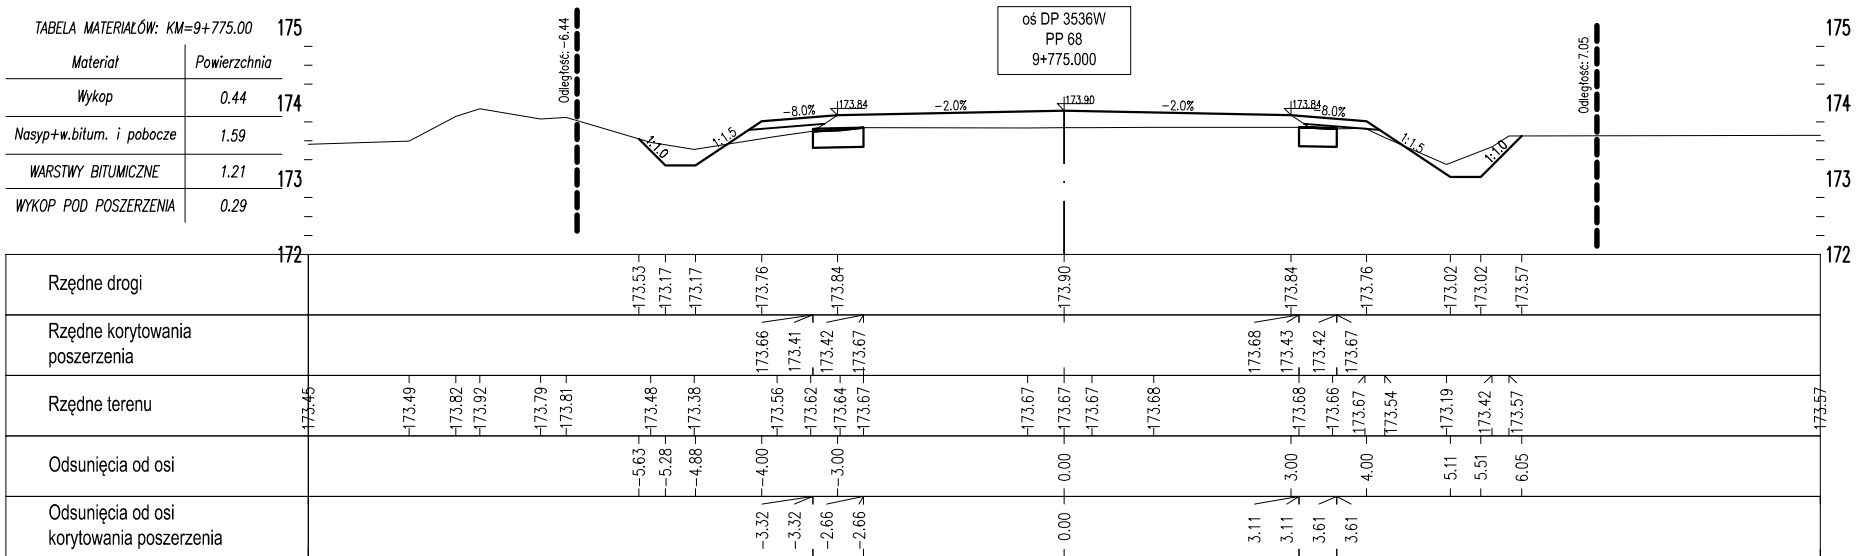 TABELA MATERIAŁÓW: KM=9+775.00
Materiał Powierzchnia
Wykop 0.44
Nasyp+w.bitum. i pobocze 1.59
WARSTWY BITUMICZNE 1.21
WYKOP POD POSZERZENIA 0.29
175
174
173
172
Odległość: -6.44
oś DP 3536W
PP 68
9+775.000
Odległość: 7.05
175
174
173
172
1:1.0
1:1.5
-8.0%
173.84
-2.0%
173.90
-2.0%
173.84
-8.0%
1:1.5
1:1.0
Rzędne drogi
173.53 173.17 173.17 173.76 173.84 173.90 173.84 173.76 173.02 173.02 173.57
Rzędne korytowania
poszerzenia
173.66 173.41 173.42 173.67 173.68 173.43 173.42 173.67
Rzędne terenu
173.45 173.49 173.82 173.92 173.79 173.81 173.48 173.38 173.56 173.62 173.64 173.67 173.67 173.67 173.67 173.68 173.68 173.66 173.67 173.54 173.19 173.42 173.57 173.57
Odsunięcia od osi
-5.63 -5.28 -4.88 -4.00 -3.00 0.00 3.00 4.00 5.11 5.51 6.05
Odsunięcia od osi
korytowania poszerzenia
-3.32 -3.32 -2.66 -2.66 0.00 3.11 3.11 3.61 3.61